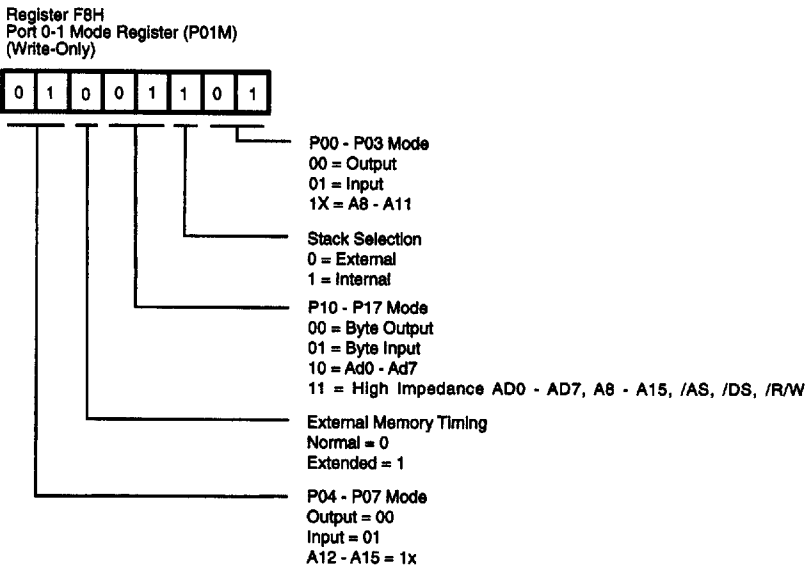 Register F8H
Port 0-1 Mode Register (P01M)
(Write-Only)
0 1 0 0 1 1 0 1
P00 - P03 Mode
00 = Output
01 = Input
1X = A8 - A11
Stack Selection
0 = External
1 = Internal
P10 - P17 Mode
00 = Byte Output
01 = Byte Input
10 = Ad0 - Ad7
11 = High Impedance AD0 - AD7, A8 - A15, /AS, /DS, /R/W
External Memory Timing
Normal = 0
Extended = 1
P04 - P07 Mode
Output = 00
Input = 01
A12 - A15 = 1x